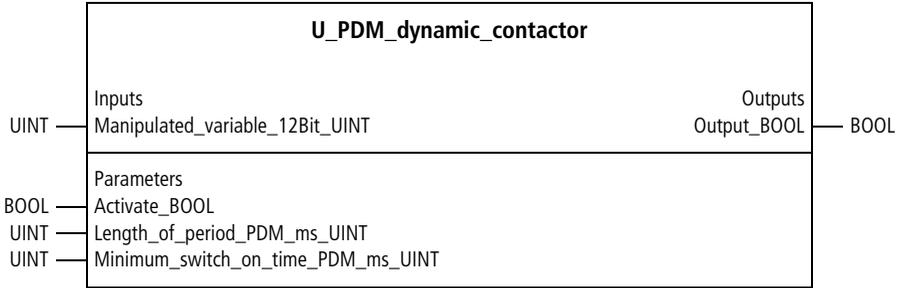 U_PDM_dynamic_contactor
Inputs Outputs
UINT Manipulated_variable_12Bit_UINT Output_BOOL BOOL
Parameters
BOOL Activate_BOOL
UINT Length_of_period_PDM_ms_UINT
UINT Minimum_switch_on_time_PDM_ms_UINT